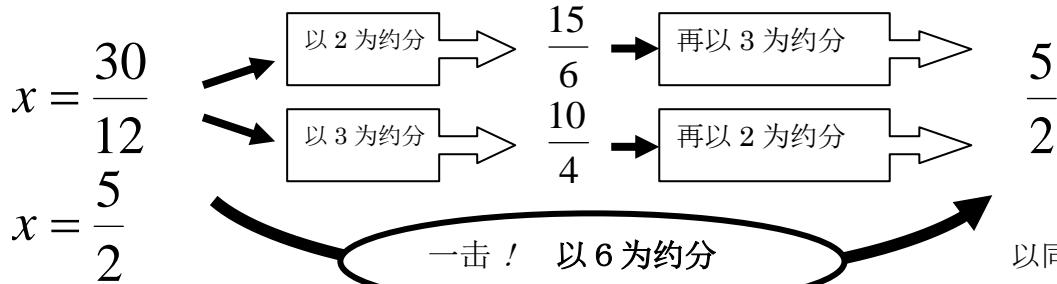 x = 30/12
以 2 为约分
15/6
再以 3 为约分
5/2
以 3 为约分
10/4
再以 2 为约分
x = 5/2
一击！ 以 6 为约分
以同